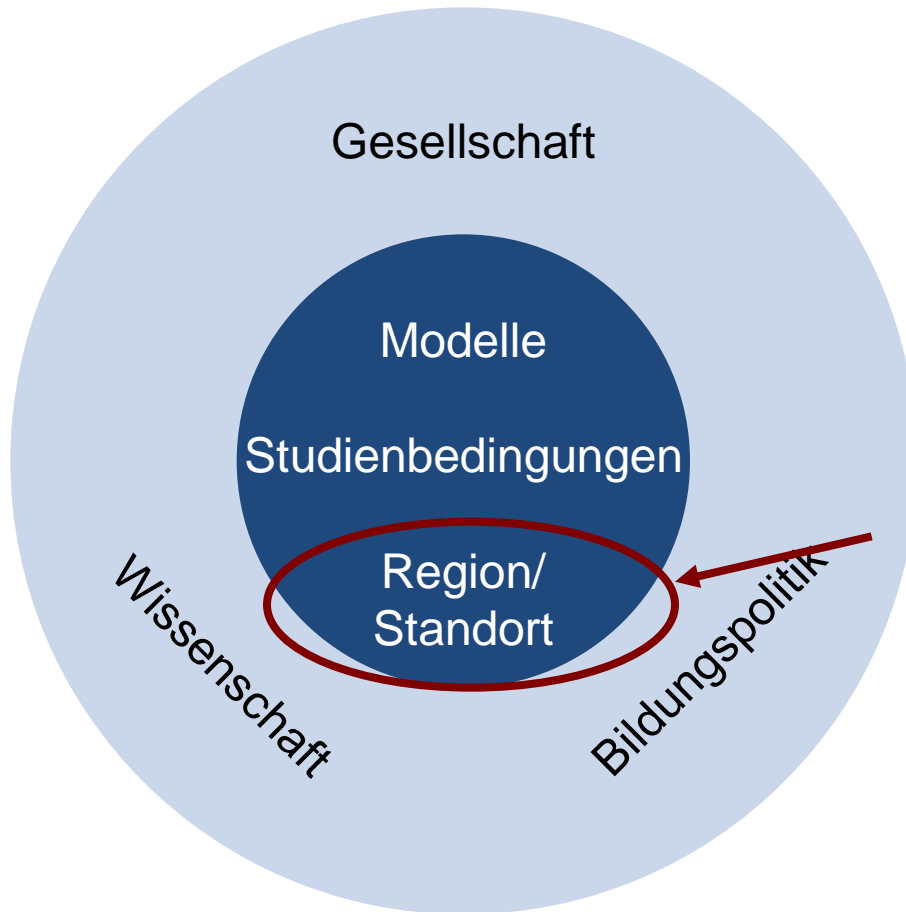 Gesellschaft
Modelle
Studienbedingungen
Region/
Standort
Wissenschaft
Bildungspolitik